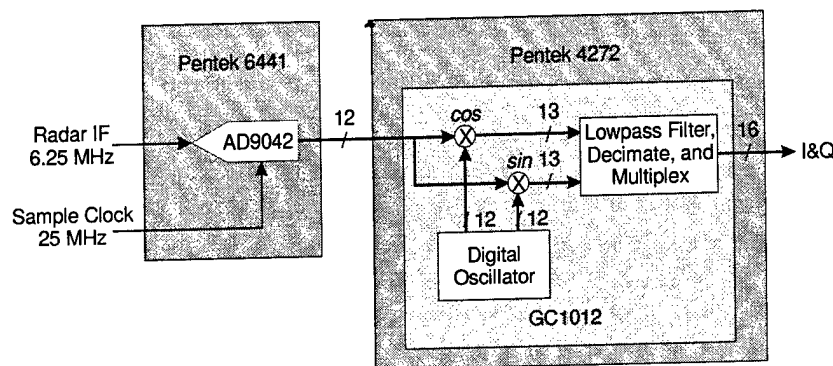 Pentek 6441
Pentek 4272
Radar IF
6.25 MHz
AD9042
Sample Clock
25 MHz
12
cos
13
sin
13
12
12
Digital
Oscillator
Lowpass Filter,
Decimate, and
Multiplex
16
I&Q
GC1012